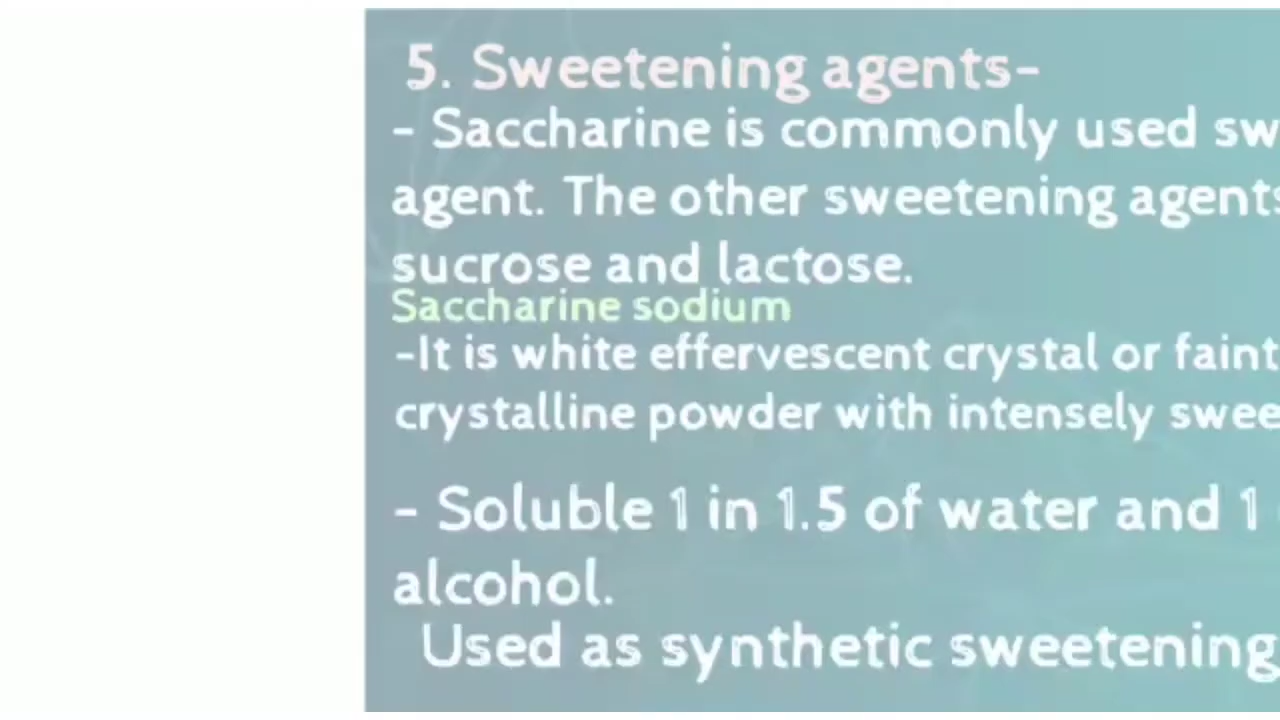 5. Sweetening agents-
- Saccharine is commonly used sw
agent. The other sweetening agents
sucrose and lactose.
Saccharine sodium
-It is white effervescent crystal or faint
crystalline powder with intensely swee
- Soluble 1 in 1.5 of water and 1
alcohol.
Used as synthetic sweetening